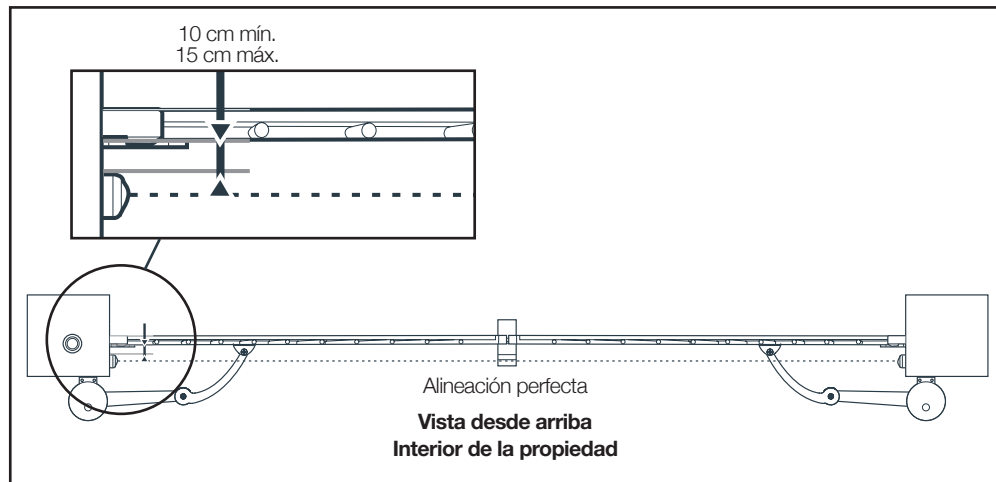 10 cm mín.
15 cm máx.
Alineación perfecta
Vista desde arriba
Interior de la propiedad